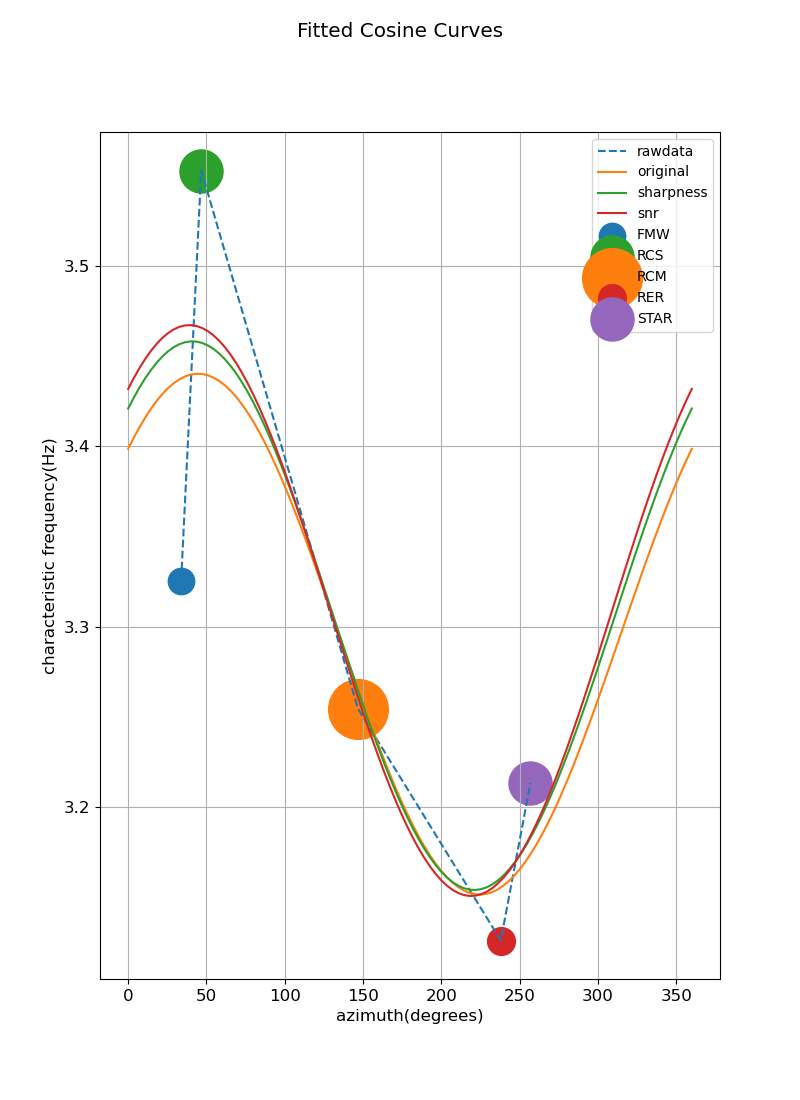 Fitted Cosine Curves
rawdata
original
sharpness
snr
FMW
RCS
RCM
RER
STAR
3.5
3.4
3.3
3.2
characteristic frequency(Hz)
0 50 100 150 200 250 300 350
azimuth(degrees)